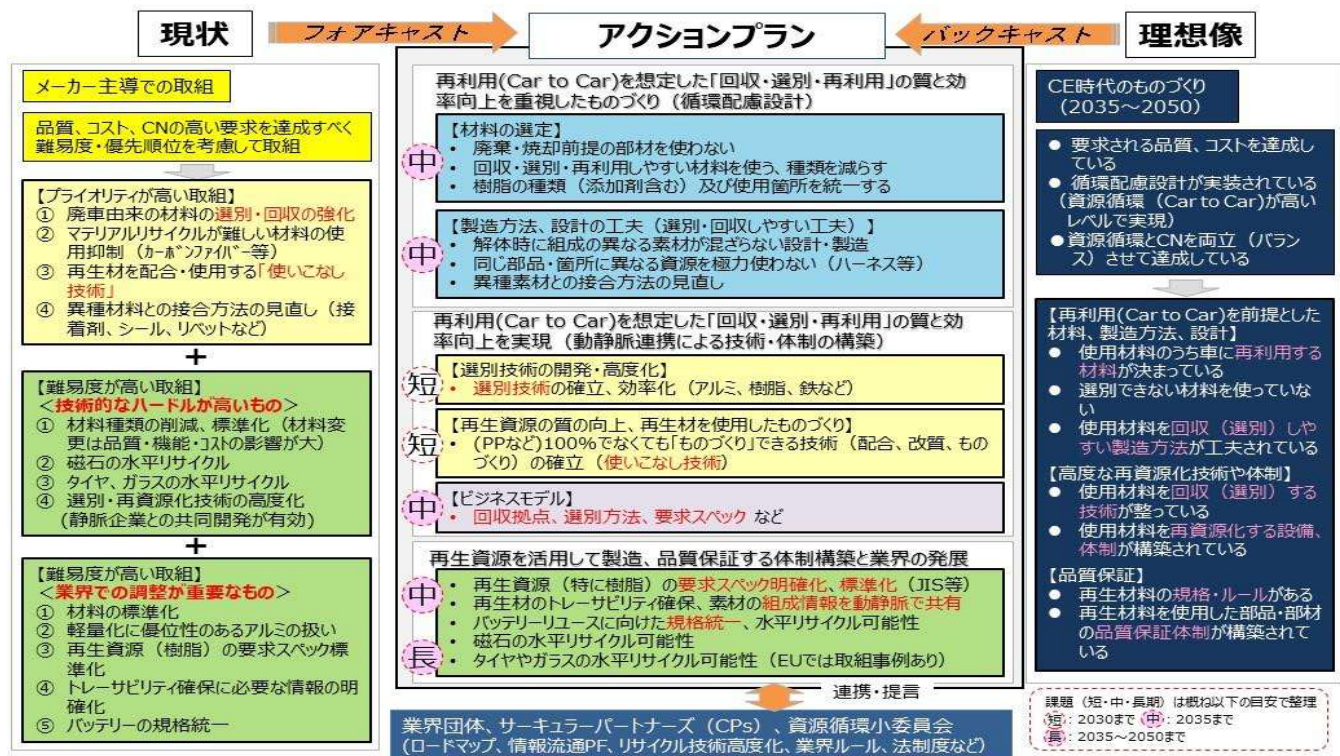 現状
フォアキャスト
アクションプラン
バックキャスト
理想像
メーカー主導での取組
品質、コスト、CNの高い要求を達成すべく
難易度・優先順位を考慮して取組
【プライオリティが高い取組】
① 廃車由来の材料の選別・回収の強化
② マテリアルリサイクルが難しい材料の使
用抑制（カーボンファイバー等）
③ 再生材を配合・使用する「使いこなし
技術」
④ 異種材料との接合方法の見直し（接
着剤、シール、リベットなど）
+
【難易度が高い取組】
＜技術的なハードルが高いもの＞
① 材料種類の削減、標準化（材料変
更は品質・機能・コストの影響が大）
② 磁石の水平リサイクル
③ タイヤ、ガラスの水平リサイクル
④ 選別・再資源化技術の高度化
(静脈企業との共同開発が有効)
+
【難易度が高い取組】
＜業界での調整が重要なもの＞
① 材料の標準化
② 軽量化に優位性のあるアルミの扱い
③ 再生資源（樹脂）の要求スペック標
準化
④ トレーサビリティ確保に必要な情報の明
確化
⑤ バッテリーの規格統一
再利用(Car to Car)を想定した「回収・選別・再利用」の質と効
率向上を重視したものづくり（循環配慮設計）
中
【材料の選定】
• 廃棄・焼却前提の部材を使わない
• 回収・選別・再利用しやすい材料を使う、種類を減らす
• 樹脂の種類（添加剤含む）及び使用箇所を統一する
中
【製造方法、設計の工夫（選別・回収しやすい工夫）】
• 解体時に組成の異なる素材が混ざらない設計・製造
• 同じ部品・箇所に異なる資源を極力使わない（ハーネス等）
• 異種素材との接合方法の見直し
再利用(Car to Car)を想定した「回収・選別・再利用」の質と効
率向上を実現（動静脈連携による技術・体制の構築）
短
【選別技術の開発・高度化】
• 選別技術の確立、効率化（アルミ、樹脂、鉄など）
短
【再生資源の質の向上、再生材を使用したものづくり】
• (PPなど)100%でなくても「ものづくり」できる技術（配合、改質、もの
づくり）の確立（使いこなし技術）
中
【ビジネスモデル】
• 回収拠点、選別方法、要求スペック など
再生資源を活用して製造、品質保証する体制構築と業界の発展
中
• 再生資源（特に樹脂）の要求スペック明確化、標準化（JIS等）
• 再生材のトレーサビリティ確保、素材の組成情報を動静脈で共有
• バッテリーリユースに向けた規格統一、水平リサイクル可能性
長
• 磁石の水平リサイクル可能性
• タイヤやガラスの水平リサイクル可能性（EUでは取組事例あり）
連携・提言
業界団体、サーキュラーパートナーズ（CPs）、資源循環小委員会
(ロードマップ、情報流通PF、リサイクル技術高度化、業界ルール、法制度など）
CE時代のものづくり
（2035～2050）
● 要求される品質、コストを達成し
ている
● 循環配慮設計が実装されている
（資源循環（Car to Car)が高い
レベルで実現）
●資源循環とCNを両立（バラン
ス）させて達成している
【再利用(Car to Car)を前提とした
材料、製造方法、設計】
● 使用材料のうち車に再利用する
材料が決まっている
● 選別できない材料を使っていな
い
● 使用材料を回収（選別）しや
すい製造方法が工夫されている
【高度な再資源化技術や体制】
● 使用材料を回収（選別）する
技術が整っている
● 使用材料を再資源化する設備、
体制が構築されている
【品質保証】
● 再生材料の規格・ルールがある
● 再生材料を使用した部品・部材
の品質保証体制が構築されて
いる
課題（短・中・長期）は概ね以下の目安で整理
短：2030まで 中：2035まで
長：2035～2050まで